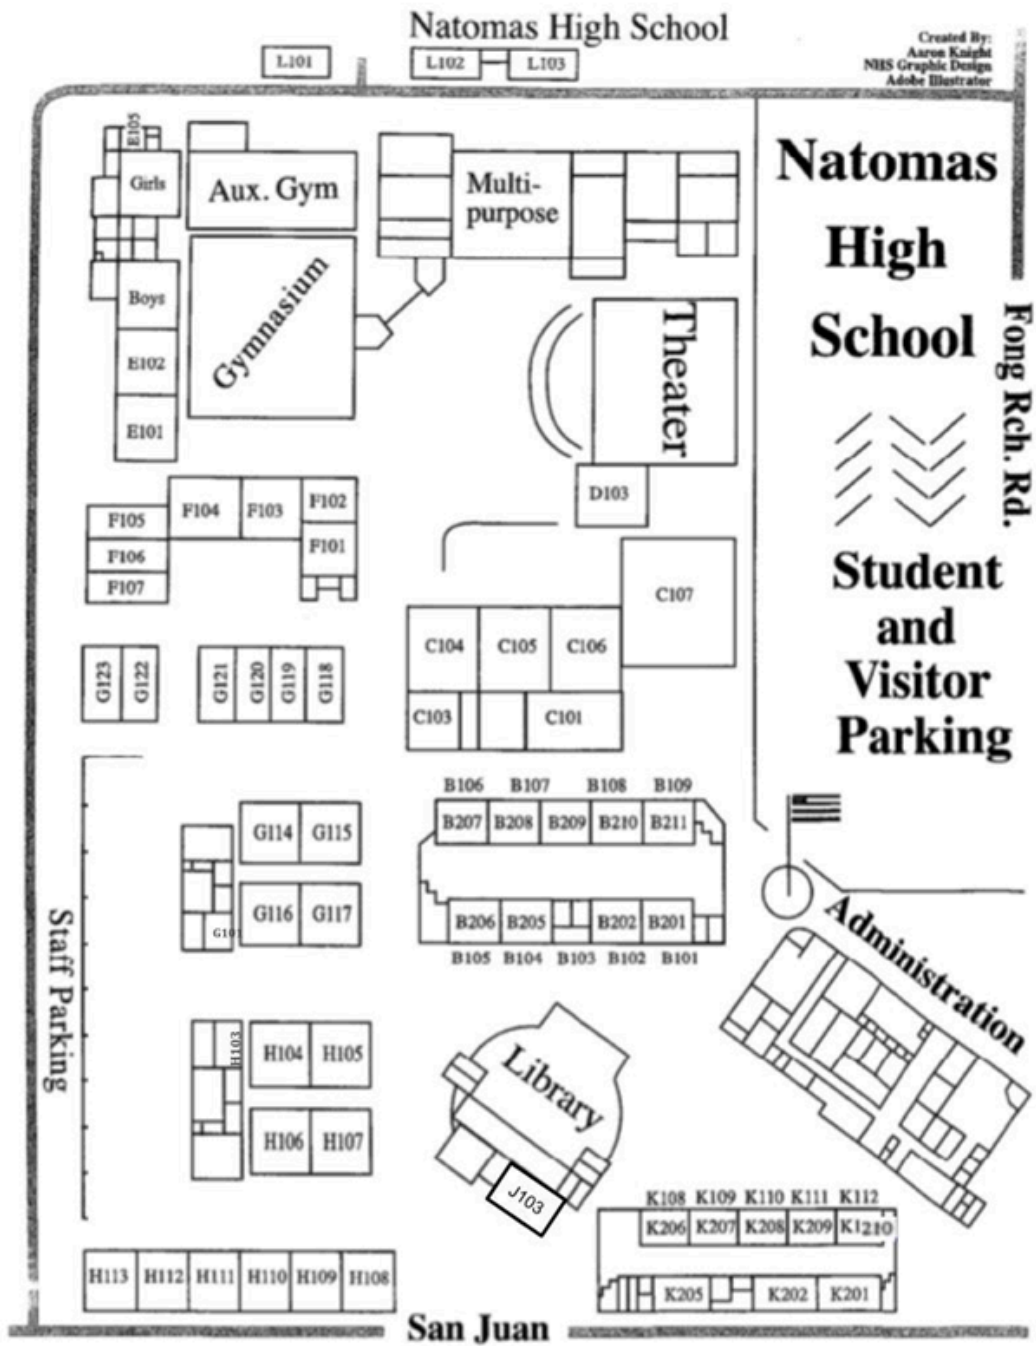 Natomas High School
Created By:
Aaron Knight
NHS Graphic Design
Adobe Illustrator
L101
L102
L103
E105
Girls
Aux. Gym
Multi-
purpose
Natomas
High
School
Boys
Gymnasium
E102
E101
Theater
Fong Rch. Rd.
D103
F105
F104
F103
F102
F101
F106
F107
C107
Student
and
Visitor
Parking
C104
C105
C106
C103
C101
G123
G122
G121
G120
G119
G118
B106 B107 B108 B109
B207 B208 B209 B210 B211
B206 B205 B202 B201
B105 B104 B103 B102 B101
G114 G115
G116 G117
G101
Staff Parking
Administration
H103
H104 H105
H106 H107
Library
J103
K108 K109 K110 K111 K112
K206 K207 K208 K209 K1210
K205 K202 K201
H113 H112 H111 H110 H109 H108
San Juan